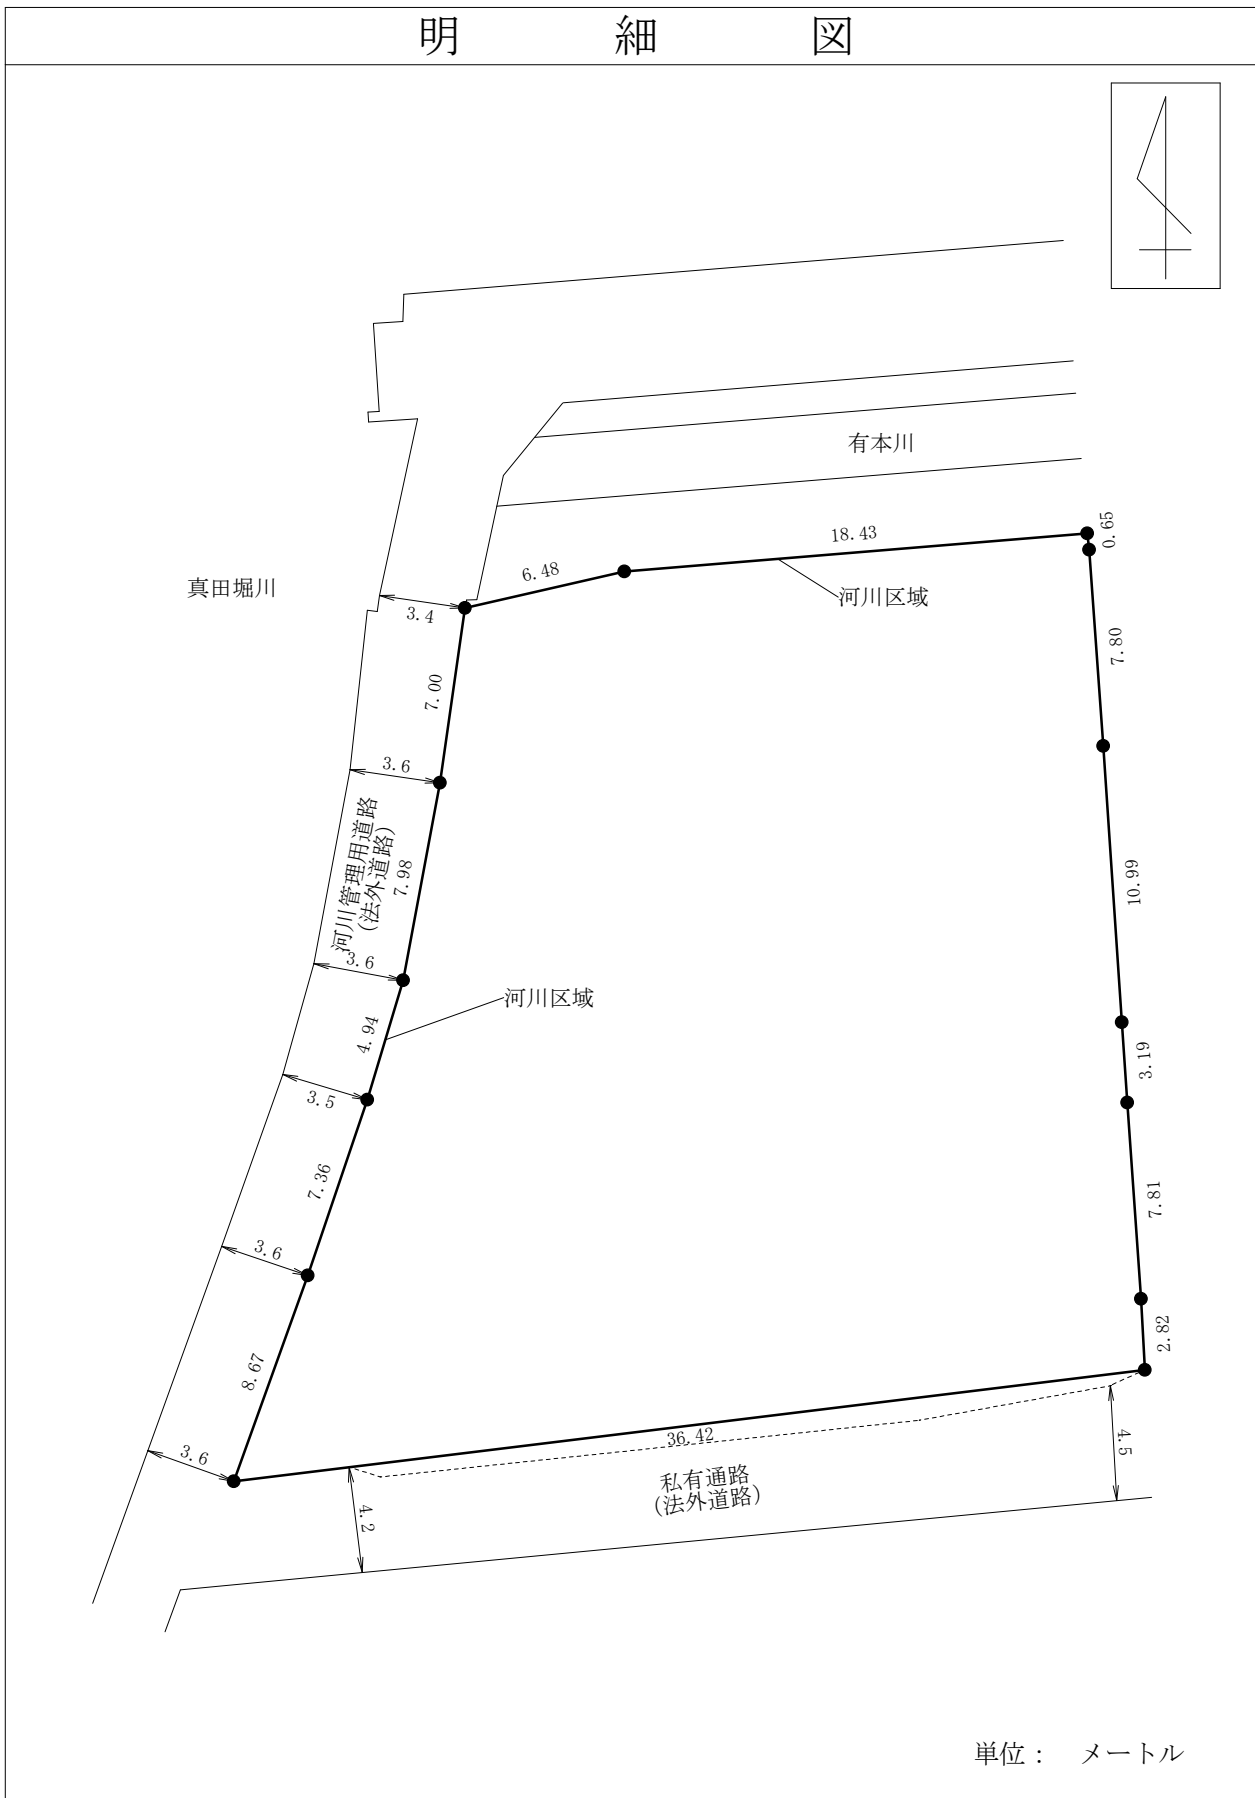 明細図
有本川
18.43
0.65
6.48
河川区域
真田堀川
3.4
7.80
7.00
3.6
河川管理用道路
(法外道路)
7.98
10.99
3.6
河川区域
4.94
3.19
3.5
7.36
7.81
3.6
2.82
8.67
36.42
4.5
3.6
私有通路
(法外道路)
4.2
単位： メートル